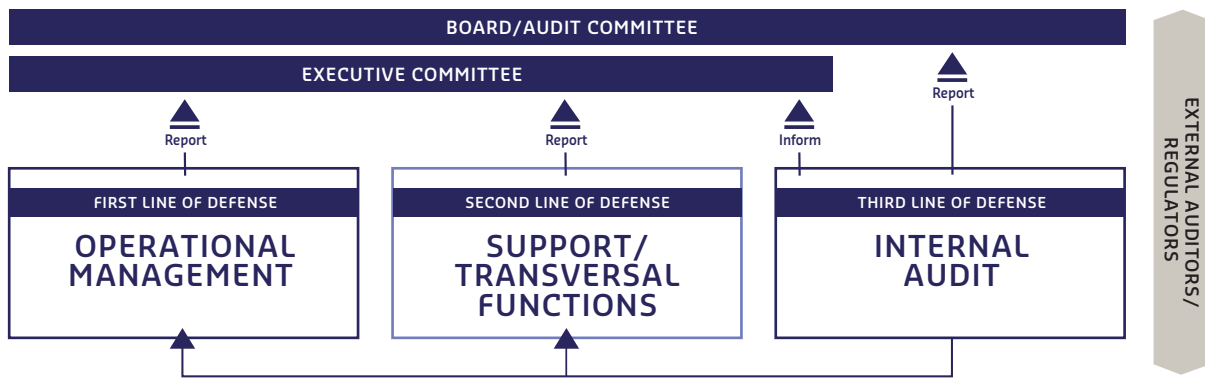 BOARD/AUDIT COMMITTEE
EXECUTIVE COMMITTEE
Report
Report
Inform
Report
FIRST LINE OF DEFENSE
OPERATIONAL
MANAGEMENT
SECOND LINE OF DEFENSE
SUPPORT/
TRANSVERSAL
FUNCTIONS
THIRD LINE OF DEFENSE
INTERNAL
AUDIT
EXTERNAL AUDITORS/
REGULATORS